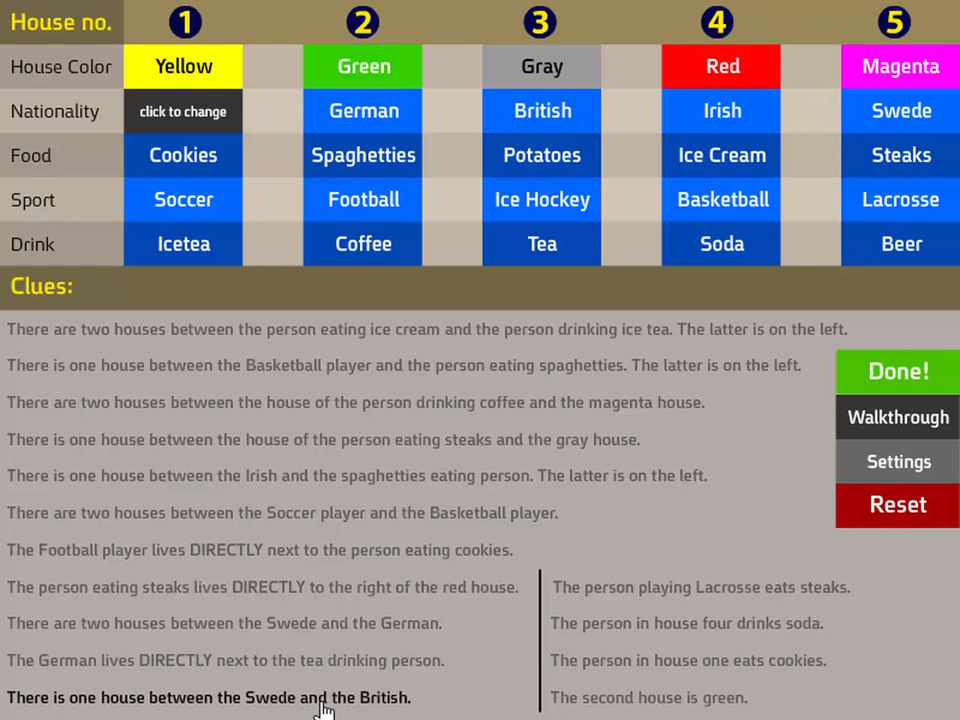 House no. 1 2 3 4 5
House Color Yellow Green Gray Red Magenta
Nationality click to change German British Irish Swede
Food Cookies Spaghetties Potatoes Ice Cream Steaks
Sport Soccer Football Ice Hockey Basketball Lacrosse
Drink Icetea Coffee Tea Soda Beer
Clues:
There are two houses between the person eating ice cream and the person drinking ice tea. The latter is on the left.
There is one house between the Basketball player and the person eating spaghetties. The latter is on the left.
There are two houses between the house of the person drinking coffee and the magenta house.
There is one house between the house of the person eating steaks and the gray house.
There is one house between the Irish and the spaghetties eating person. The latter is on the left.
There are two houses between the Soccer player and the Basketball player.
The Football player lives DIRECTLY next to the person eating cookies.
The person eating steaks lives DIRECTLY to the right of the red house.
There are two houses between the Swede and the German.
The German lives DIRECTLY next to the tea drinking person.
There is one house between the Swede and the British.
The person playing Lacrosse eats steaks.
The person in house four drinks soda.
The person in house one eats cookies.
The second house is green.
Done!
Walkthrough
Settings
Reset